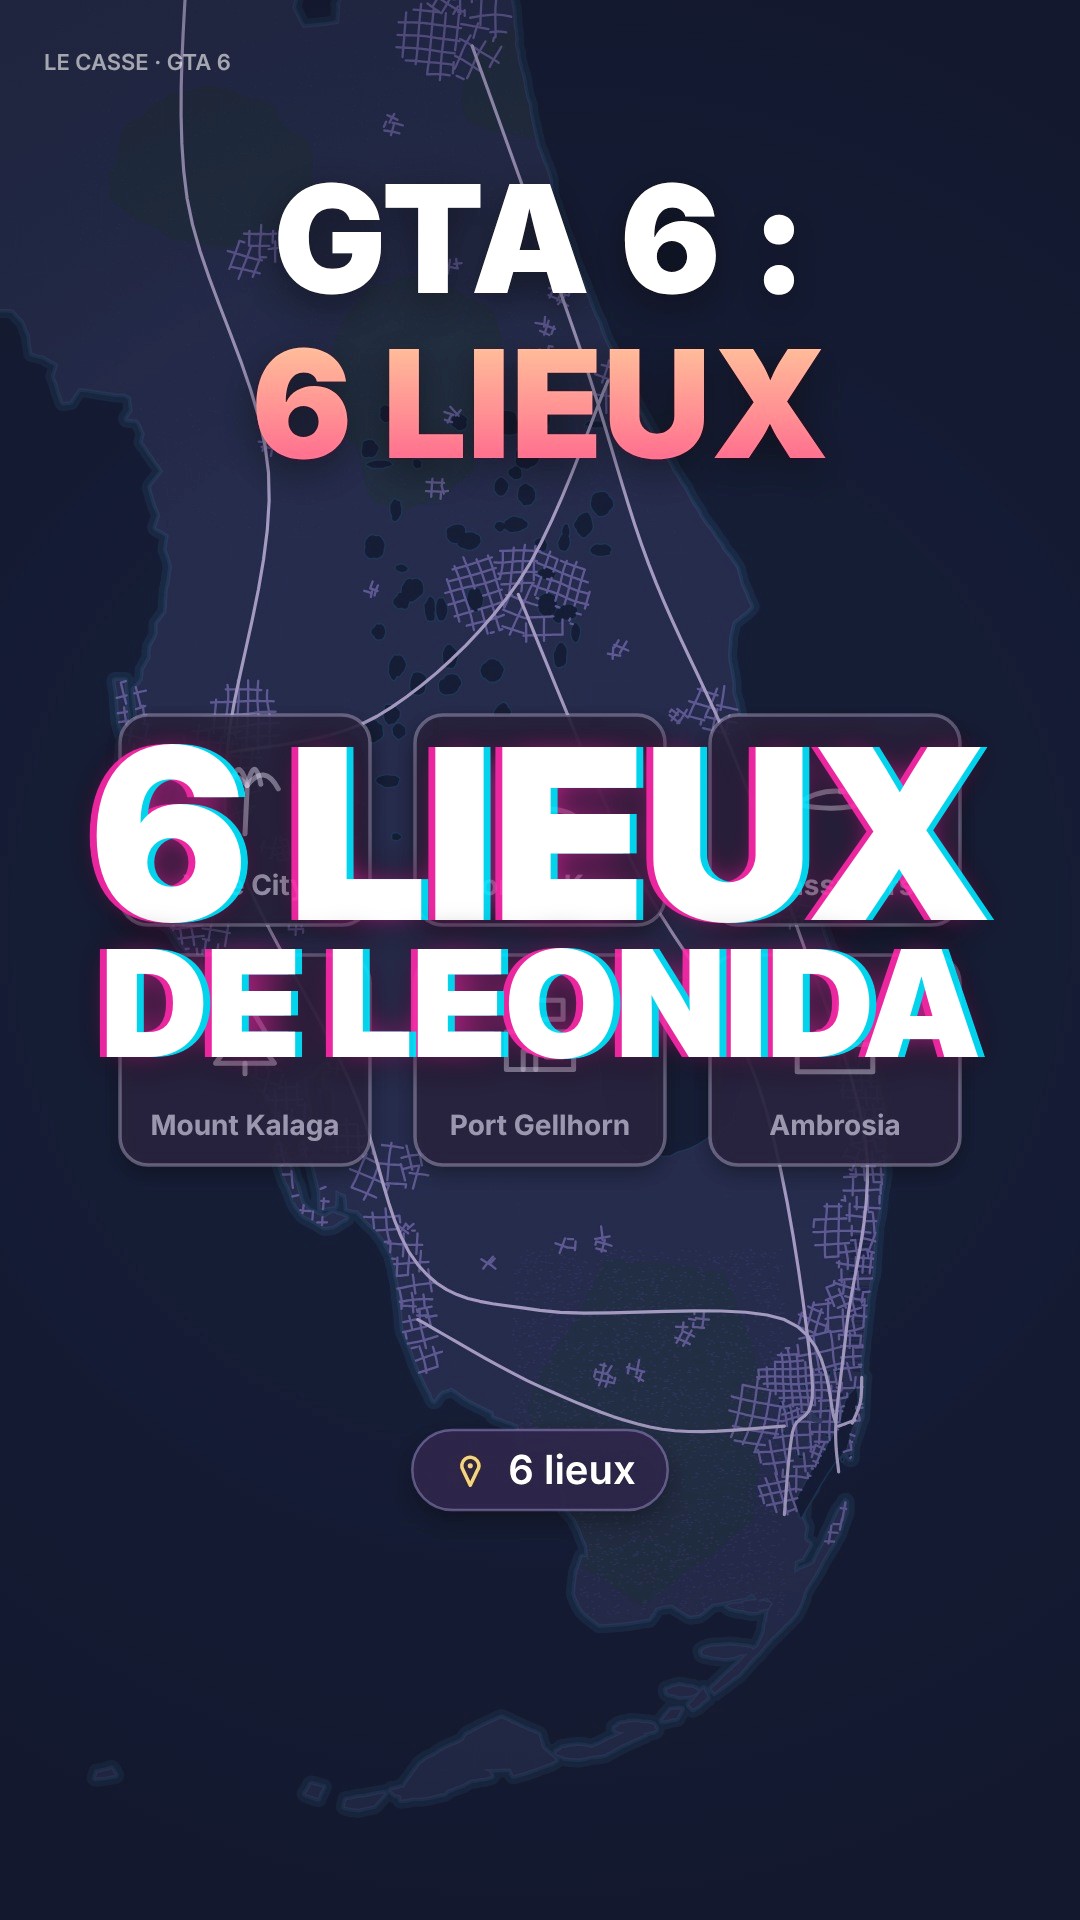 LE CASSE · GTA 6
GTA 6 :
6 LIEUX
6 LIEUX
DE LEONIDA
Mount Kalaga
Port Gellhorn
Ambrosia
6 lieux